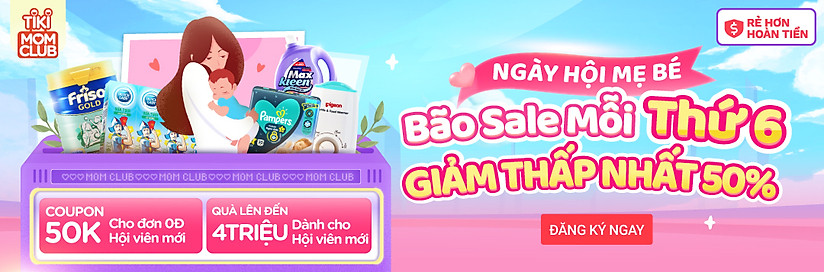 TIKI
MOM
CLUB
RẺ HƠN
HOÀN TIỀN
NGÀY HỘI MẸ BÉ
Bão Sale Mỗi Thứ 6
GIẢM THẤP NHẤT 50%
ĐĂNG KÝ NGAY
Friso
GOLD
Max
kleen
Pampers
pigeon
MOM CLUB MOM CLUB MOM CLUB MOM CLUB
COUPON
50K
Cho đơn 0Đ
Hội viên mới
QUÀ LÊN ĐẾN
4TRIỆU
Dành cho
Hội viên mới